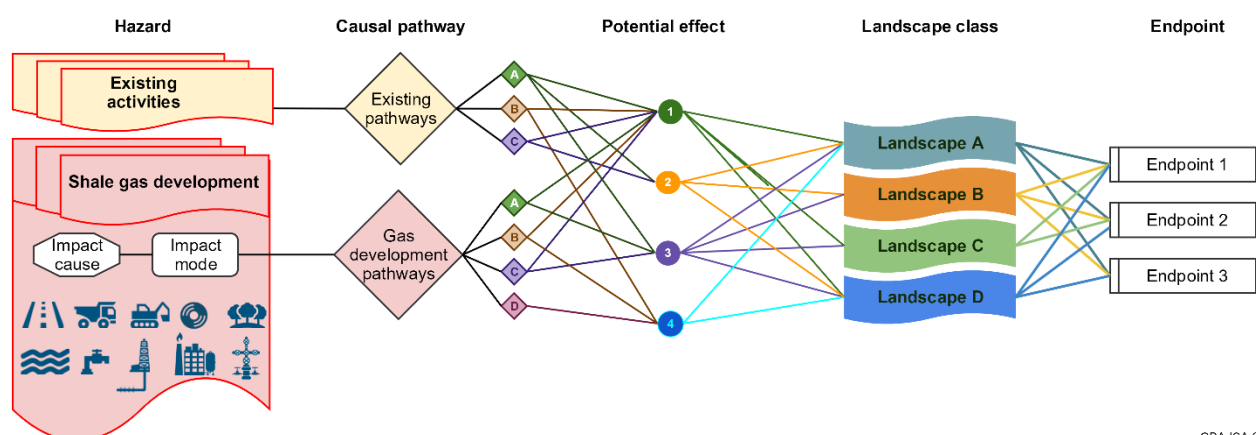 Hazard
Causal pathway
Potential effect
Landscape class
Endpoint
Existing
activities
Existing
pathways
A
B
C
1
2
3
4
Landscape A
Landscape B
Landscape C
Landscape D
Endpoint 1
Endpoint 2
Endpoint 3
Shale gas development
Impact
cause
Impact
mode
Gas
development
pathways
A
B
C
D